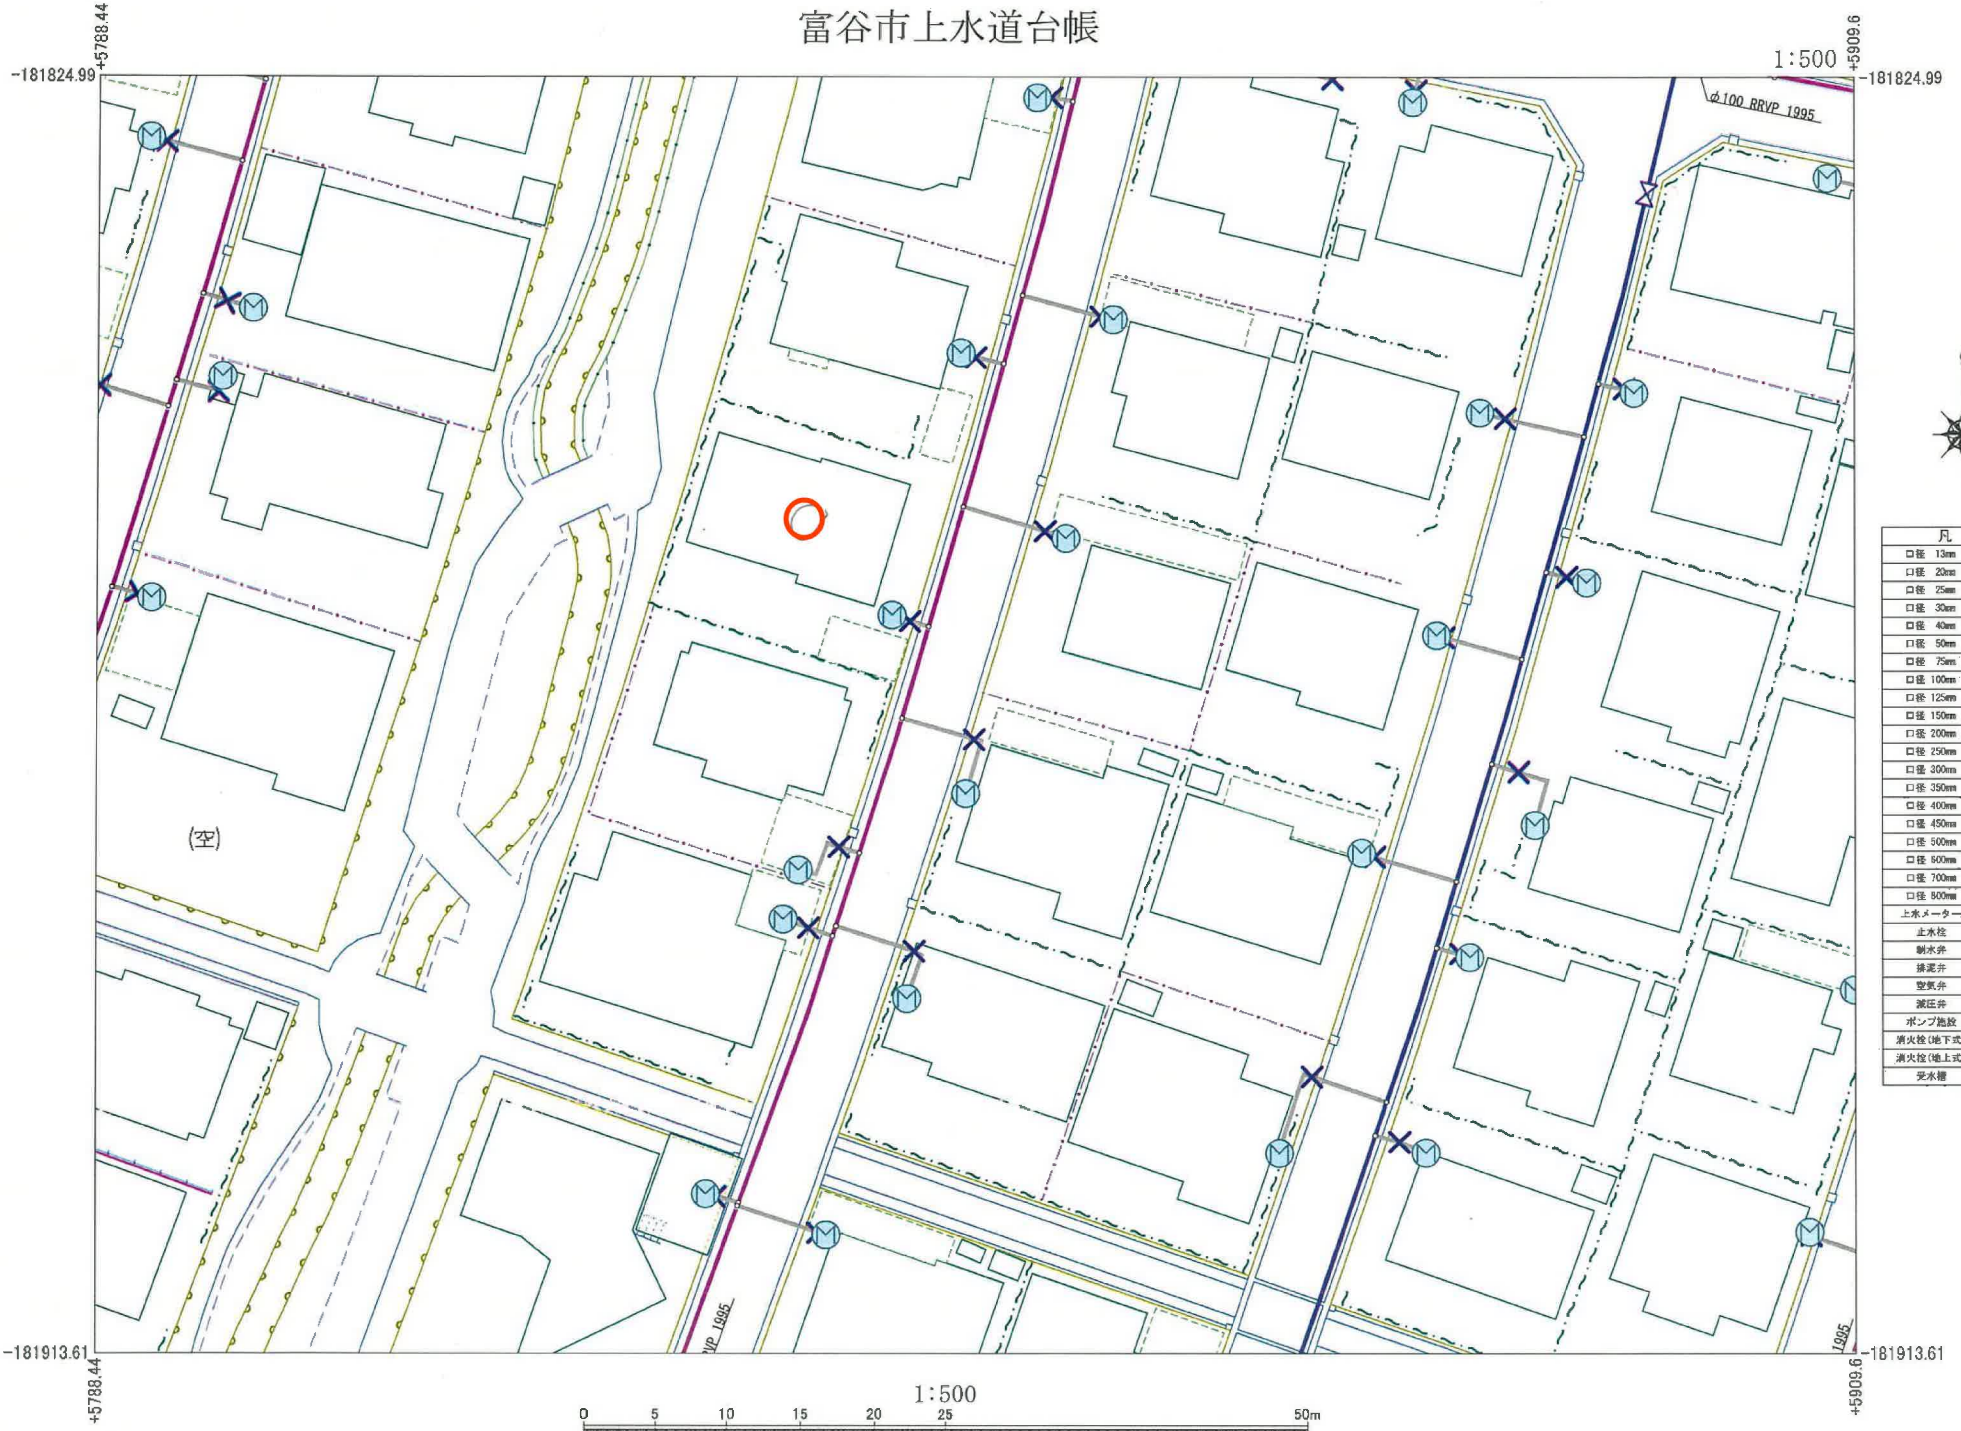 富谷市上水道台帳
1:500
+5788.44
+5909.6
-181824.99
-181824.99
φ100 RRVP 1995
(空)
凡
口径 13mm
口径 20mm
口径 25mm
口径 30mm
口径 40mm
口径 50mm
口径 75mm
口径 100mm
口径 125mm
口径 150mm
口径 200mm
口径 250mm
口径 300mm
口径 350mm
口径 400mm
口径 450mm
口径 500mm
口径 600mm
口径 700mm
口径 800mm
上水メーター
止水栓
制水弁
排泥弁
空気弁
減圧弁
ポンプ施設
消火栓(地下式
消火栓(地上式
受水槽
VP 1995
1995
-181913.61
-181913.61
+5788.44
+5909.6
1:500
0 5 10 15 20 25 50m